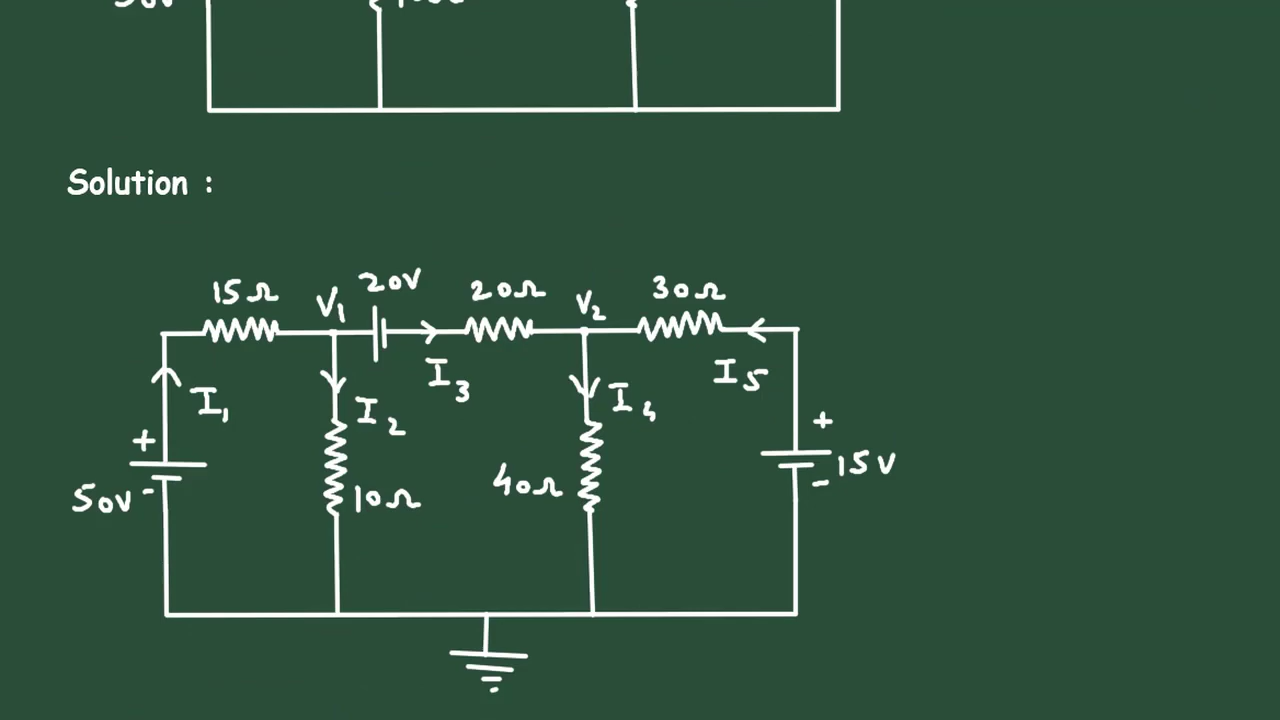 Solution :
15Ω V₁ 20V 20Ω V₂ 30Ω
I₁ I₂ I₃ I₄ I₅
+ +
50V - 10Ω 40Ω - 15V